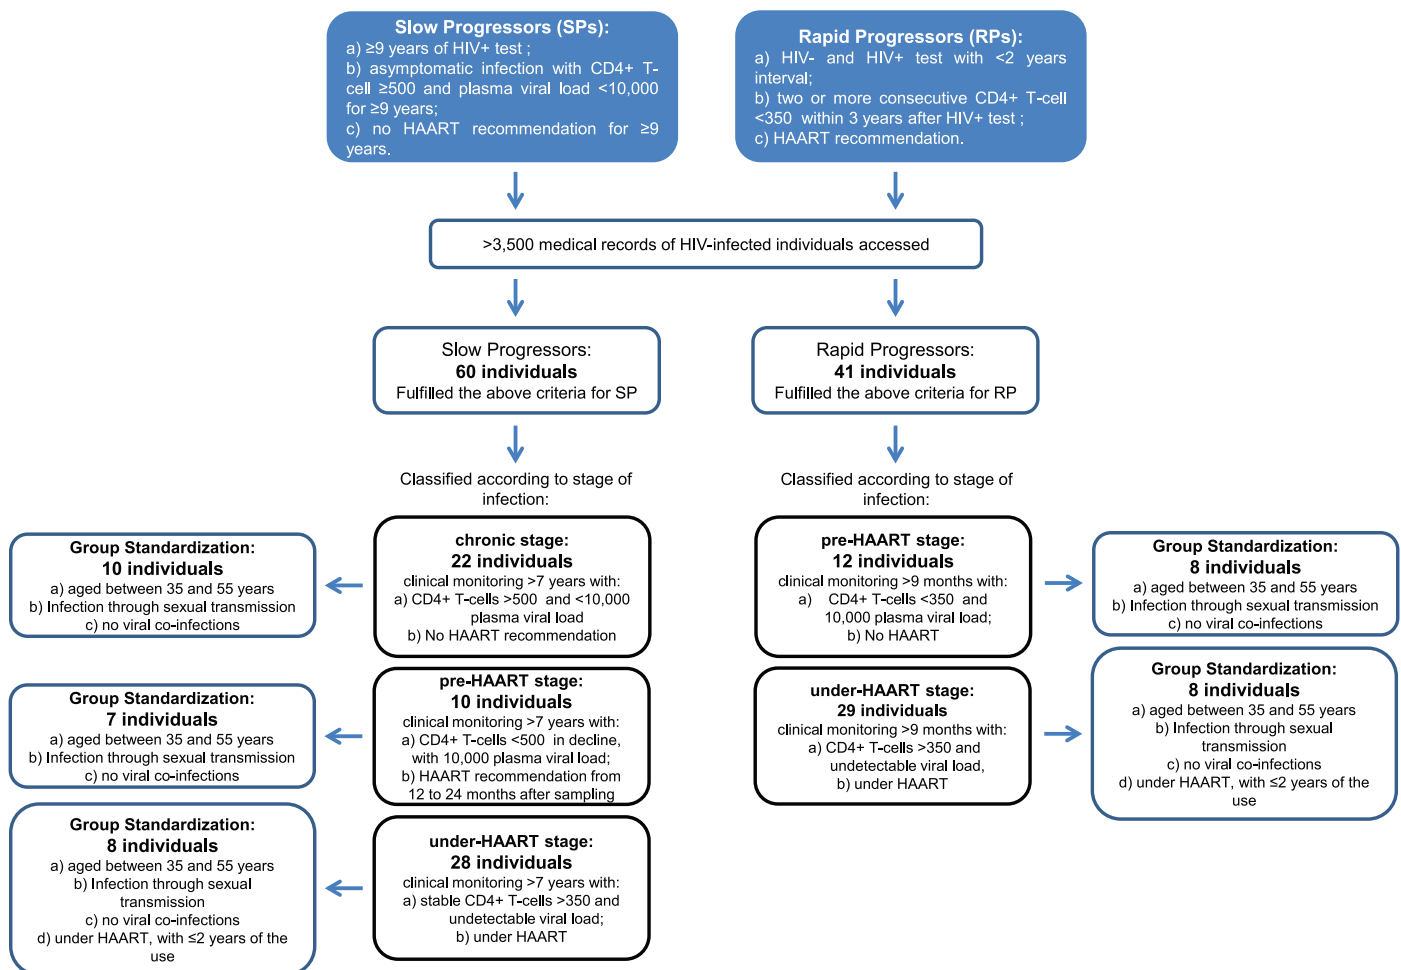 Slow Progressors (SPs):
a) ≥9 years of HIV+ test ;
b) asymptomatic infection with CD4+ T-
cell ≥500 and plasma viral load <10,000
for ≥9 years;
c) no HAART recommendation for ≥9
years.
Rapid Progressors (RPs):
a) HIV- and HIV+ test with <2 years
interval;
b) two or more consecutive CD4+ T-cell
<350 within 3 years after HIV+ test ;
c) HAART recommendation.
>3,500 medical records of HIV-infected individuals accessed
Slow Progressors:
60 individuals
Fulfilled the above criteria for SP
Rapid Progressors:
41 individuals
Fulfilled the above criteria for RP
Classified according to stage of
infection:
Classified according to stage of
infection:
Group Standardization:
10 individuals
a) aged between 35 and 55 years
b) Infection through sexual transmission
c) no viral co-infections
chronic stage:
22 individuals
clinical monitoring >7 years with:
a) CD4+ T-cells >500 and <10,000
plasma viral load
b) No HAART recommendation
pre-HAART stage:
12 individuals
clinical monitoring >9 months with:
a) CD4+ T-cells <350 and
10,000 plasma viral load;
b) No HAART
Group Standardization:
8 individuals
a) aged between 35 and 55 years
b) Infection through sexual transmission
c) no viral co-infections
Group Standardization:
7 individuals
a) aged between 35 and 55 years
b) Infection through sexual transmission
c) no viral co-infections
pre-HAART stage:
10 individuals
clinical monitoring >7 years with:
a) CD4+ T-cells <500 in decline,
with 10,000 plasma viral load;
b) HAART recommendation from
12 to 24 months after sampling
under-HAART stage:
29 individuals
clinical monitoring >9 months with:
a) CD4+ T-cells >350 and
undetectable viral load,
b) under HAART
Group Standardization:
8 individuals
a) aged between 35 and 55 years
b) Infection through sexual
transmission
c) no viral co-infections
d) under HAART, with ≤2 years of the
use
Group Standardization:
8 individuals
a) aged between 35 and 55 years
b) Infection through sexual
transmission
c) no viral co-infections
d) under HAART, with ≤2 years of the
use
under-HAART stage:
28 individuals
clinical monitoring >7 years with:
a) stable CD4+ T-cells >350 and
undetectable viral load;
b) under HAART